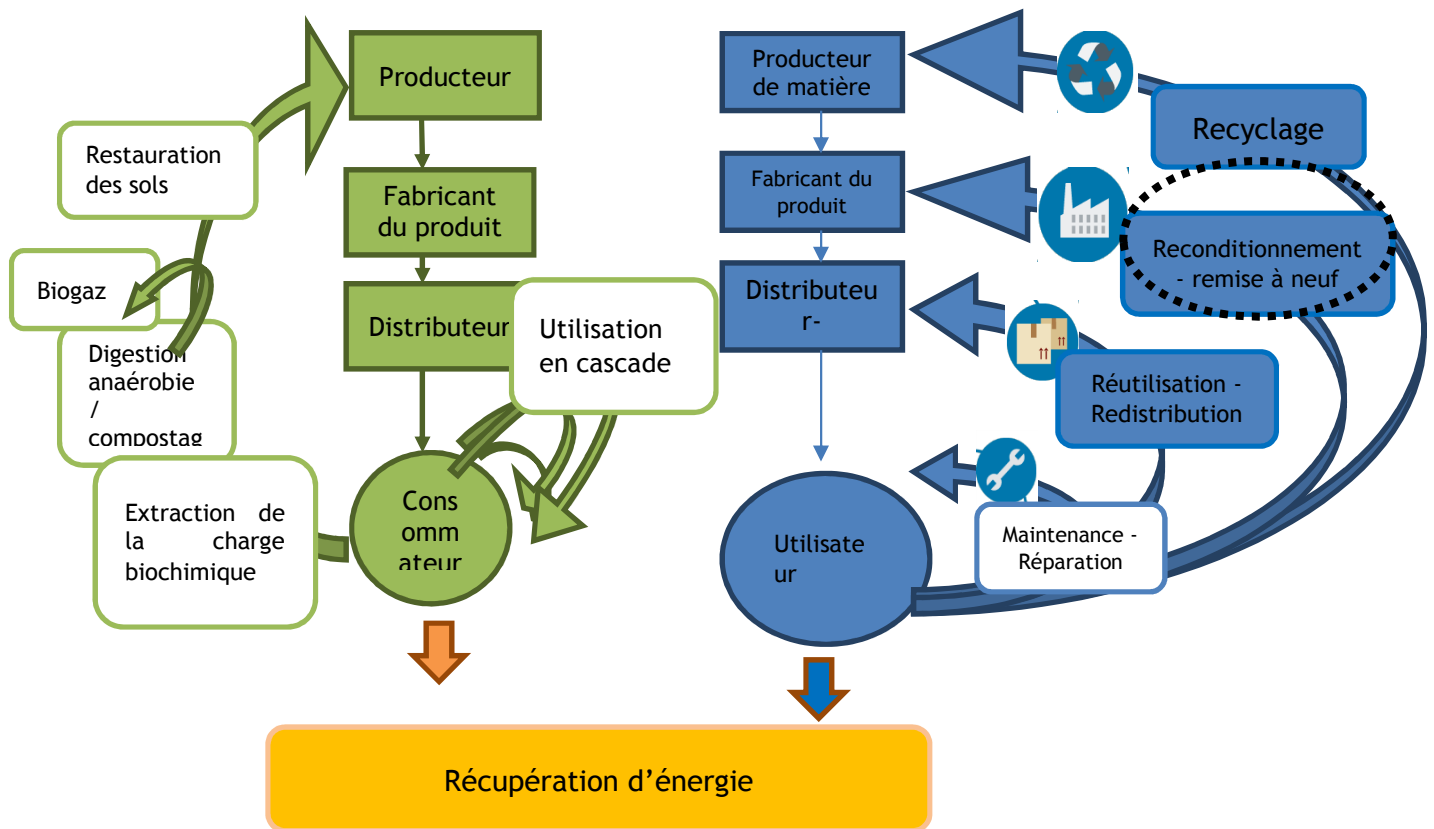 Producteur
Restauration
des sols
Fabricant
du produit
Biogaz
Distributeur
Utilisation
en cascade
Digestion
anaérobie
/
compostag
Extraction de
la charge
biochimique
Cons
omm
ateur
Producteur
de matière
Recyclage
Fabricant du
produit
Reconditionnement
- remise à neuf
Distributeu
r-
Réutilisation -
Redistribution
Maintenance -
Réparation
Utilisate
ur
Récupération d’énergie